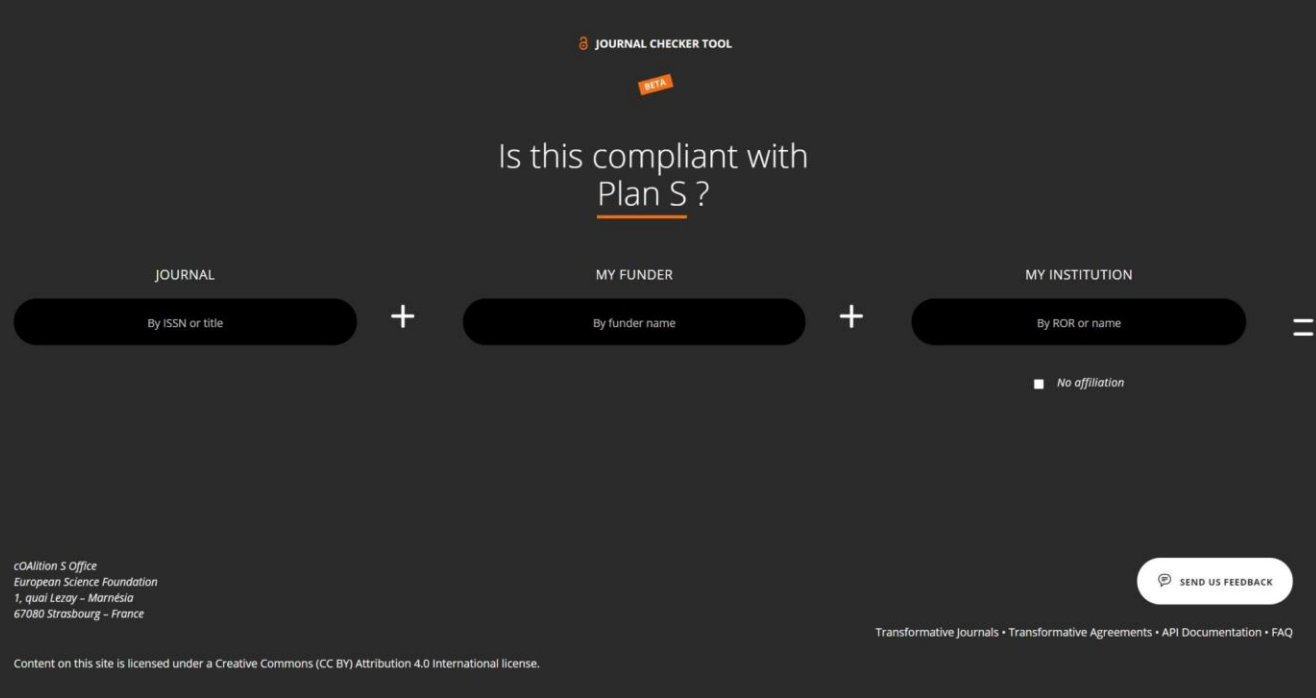 JOURNAL CHECKER TOOL
BETA
Is this compliant with
Plan S ?
JOURNAL
MY FUNDER
MY INSTITUTION
By ISSN or title
+
By funder name
+
By ROR or name
=
No affiliation
cOAlition S Office
European Science Foundation
1, quai Lezay – Marnésia
67080 Strasbourg – France
SEND US FEEDBACK
Transformative Journals • Transformative Agreements • API Documentation • FAQ
Content on this site is licensed under a Creative Commons (CC BY) Attribution 4.0 International license.